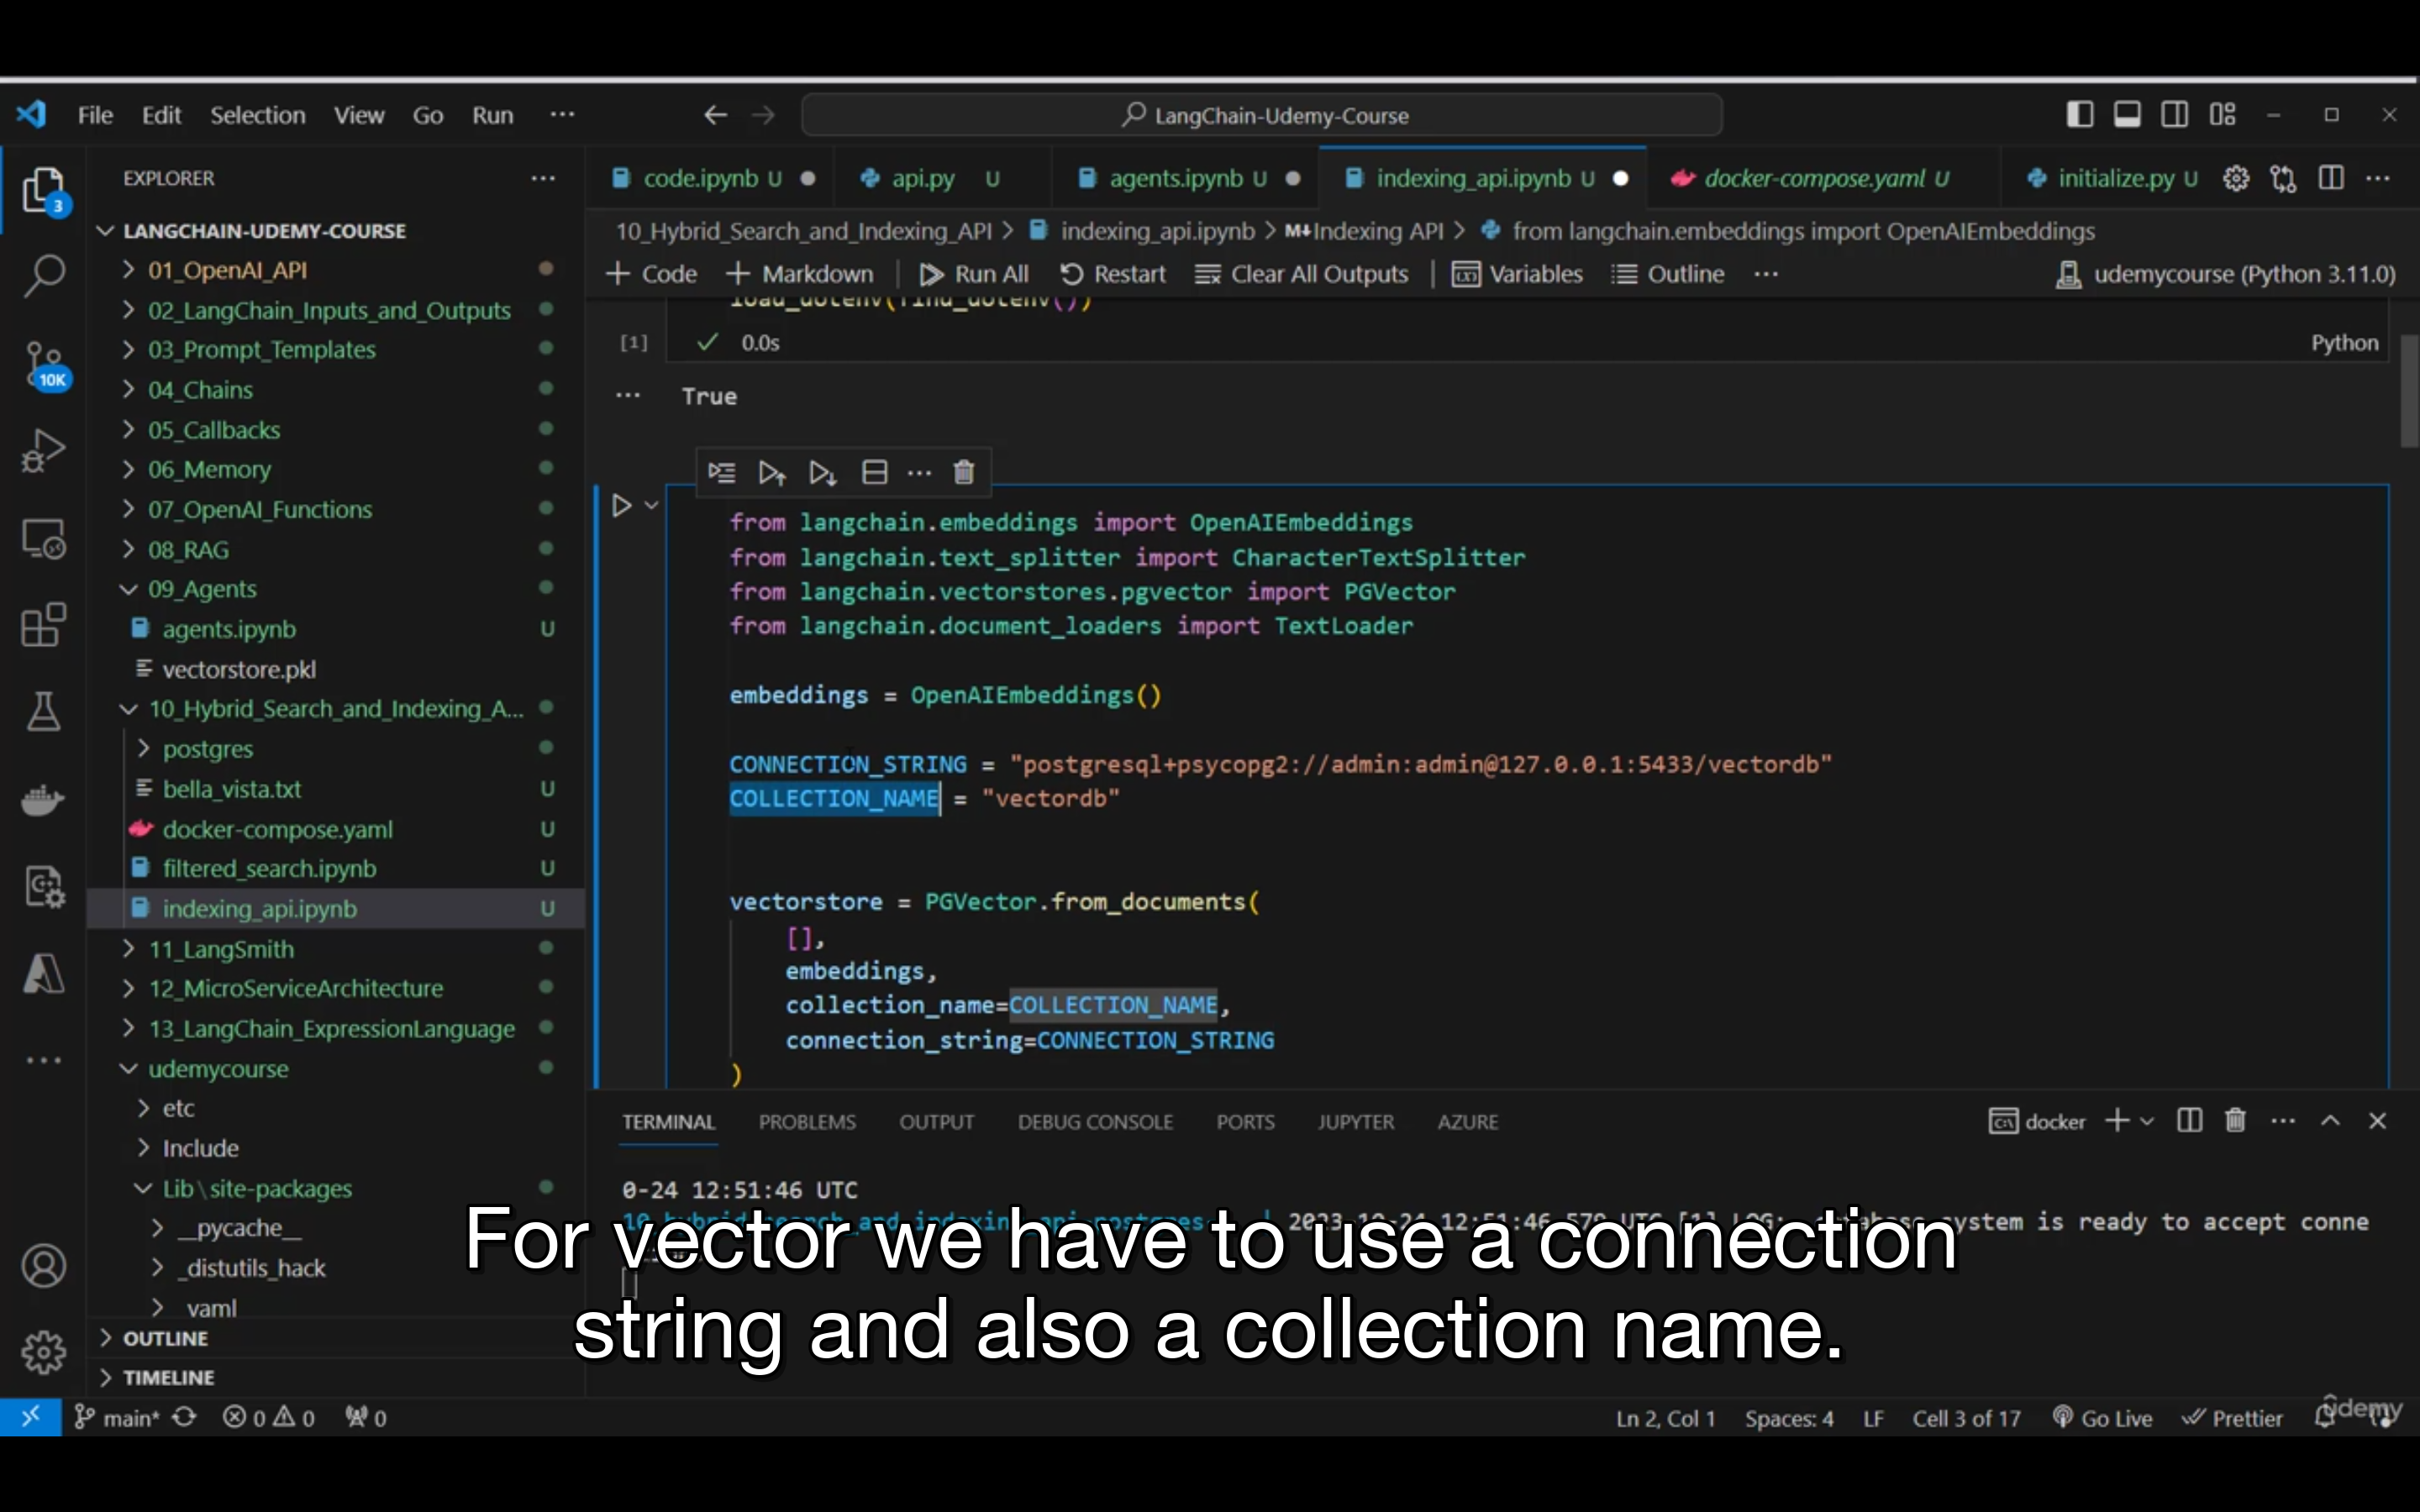 File Edit Selection View Go Run ··· LangChain-Udemy-Course
EXPLORER ···
3
10K
LANGCHAIN-UDEMY-COURSE
01_OpenAI_API
02_LangChain_Inputs_and_Outputs
03_Prompt_Templates
04_Chains
05_Callbacks
06_Memory
07_OpenAI_Functions
08_RAG
09_Agents
agents.ipynb U
vectorstore.pkl
10_Hybrid_Search_and_Indexing_A...
postgres
bella_vista.txt U
docker-compose.yaml U
filtered_search.ipynb U
indexing_api.ipynb U
11_LangSmith
12_MicroServiceArchitecture
13_LangChain_ExpressionLanguage
udemycourse
etc
Include
Lib\site-packages
__pycache__
_distutils_hack
yaml
OUTLINE
TIMELINE
code.ipynb U api.py U agents.ipynb U indexing_api.ipynb U docker-compose.yaml U initialize.py U ···
10_Hybrid_Search_and_Indexing_API > indexing_api.ipynb > M↓Indexing API > from langchain.embeddings import OpenAIEmbeddings
+ Code + Markdown Run All Restart Clear All Outputs Variables Outline ··· udemycourse (Python 3.11.0)
load_dotenv(find_dotenv())
[1] ✓ 0.0s Python
··· True
from langchain.embeddings import OpenAIEmbeddings
from langchain.text_splitter import CharacterTextSplitter
from langchain.vectorstores.pgvector import PGVector
from langchain.document_loaders import TextLoader
embeddings = OpenAIEmbeddings()
CONNECTION_STRING = "postgresql+psycopg2://admin:admin@127.0.0.1:5433/vectordb"
COLLECTION_NAME = "vectordb"
vectorstore = PGVector.from_documents(
[],
embeddings,
collection_name=COLLECTION_NAME,
connection_string=CONNECTION_STRING
)
TERMINAL PROBLEMS OUTPUT DEBUG CONSOLE PORTS JUPYTER AZURE docker
0-24 12:51:46 UTC
2023-10-24 12:51:46 UTC [1] LOG: system is ready to accept conne
For vector we have to use a connection
string and also a collection name.
main* 0 0 0 Ln 2, Col 1 Spaces: 4 LF Cell 3 of 17 Go Live Prettier
ûdemy